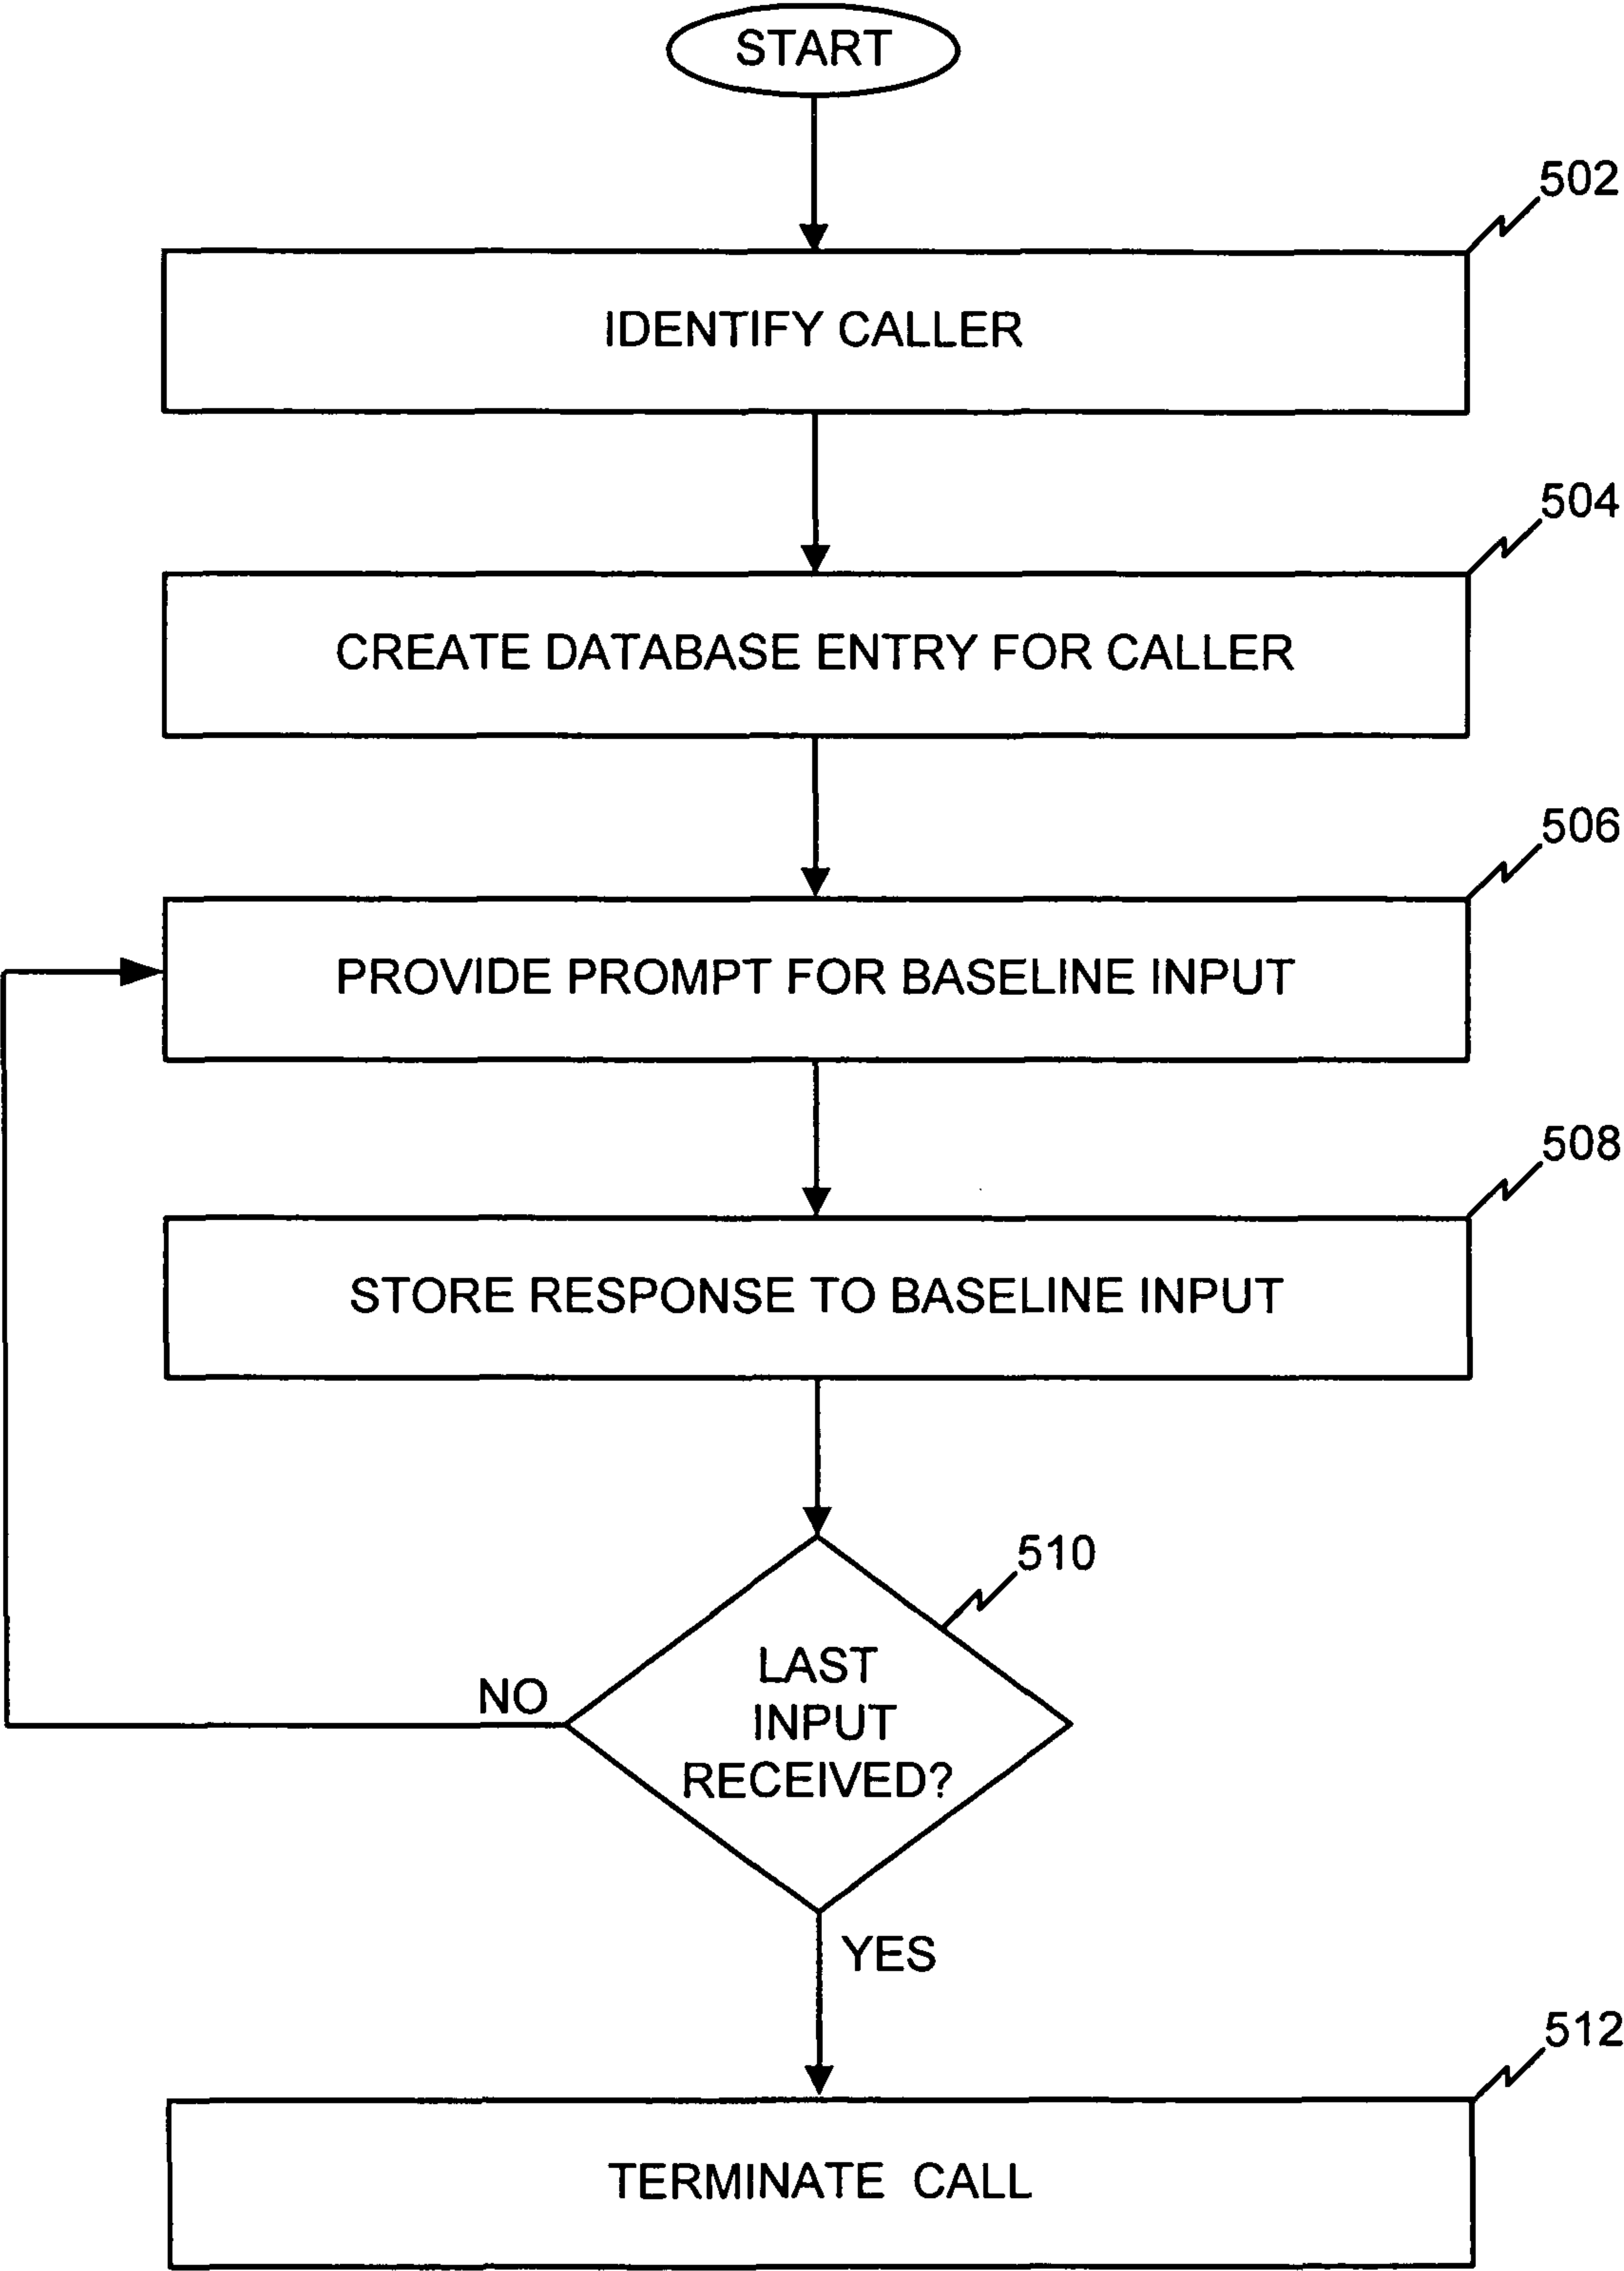 START
502
IDENTIFY CALLER
504
CREATE DATABASE ENTRY FOR CALLER
506
PROVIDE PROMPT FOR BASELINE INPUT
508
STORE RESPONSE TO BASELINE INPUT
510
LAST
INPUT
RECEIVED?
NO
YES
512
TERMINATE CALL